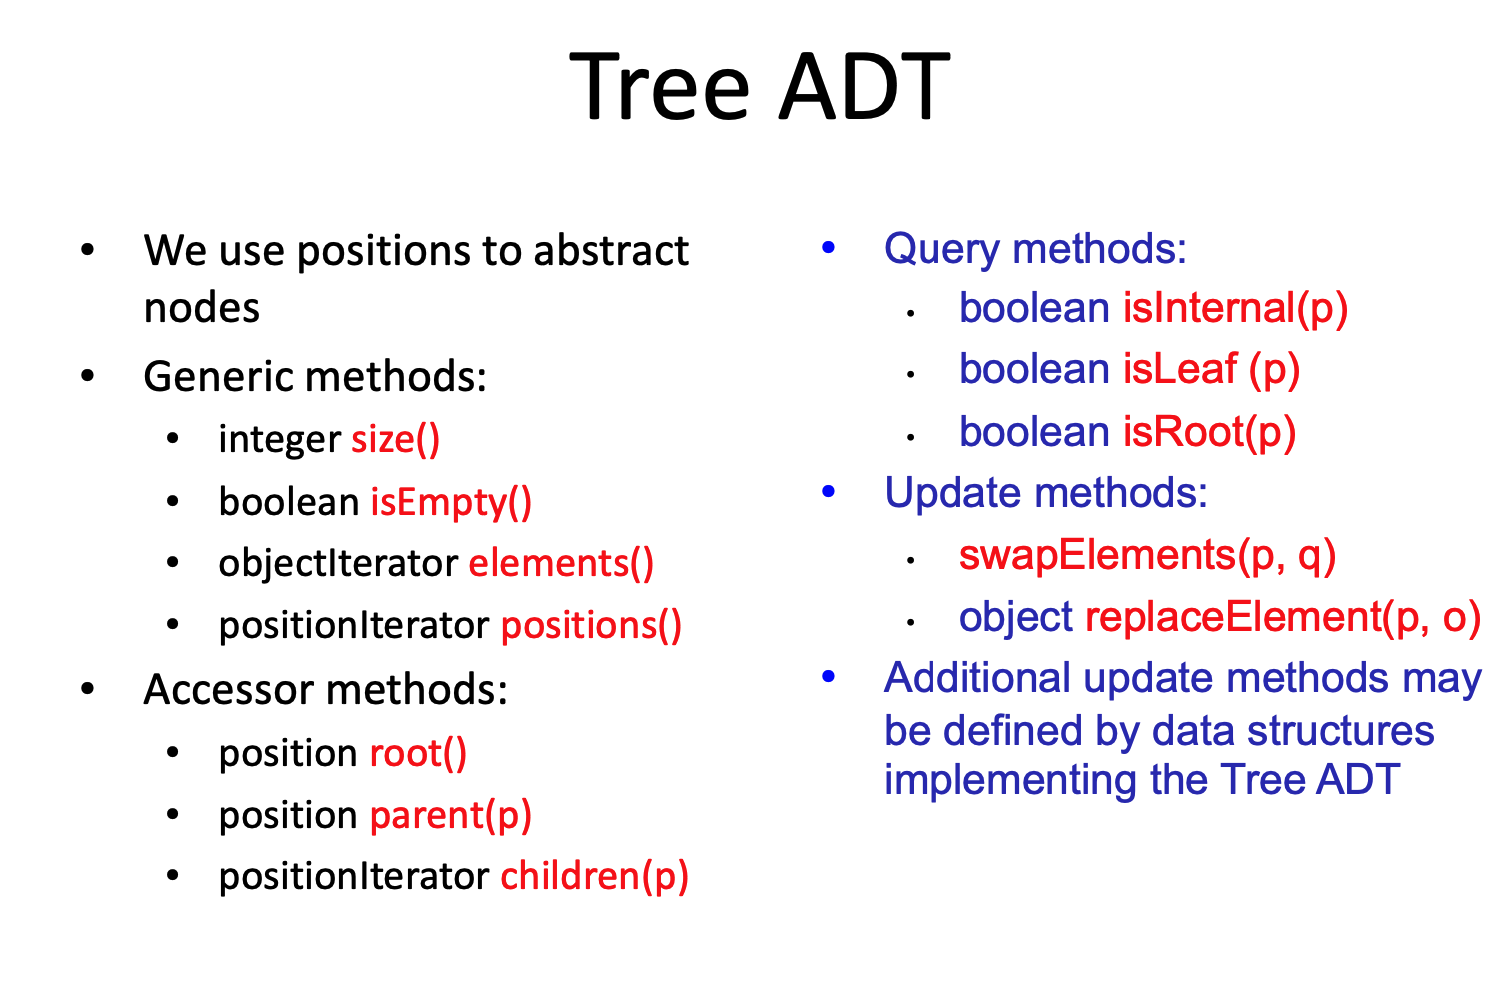 Tree ADT
• We use positions to abstract
nodes
• Generic methods:
• integer size()
• boolean isEmpty()
• objectIterator elements()
• positionIterator positions()
• Accessor methods:
• position root()
• position parent(p)
• positionIterator children(p)
• Query methods:
• boolean isInternal(p)
• boolean isLeaf (p)
• boolean isRoot(p)
• Update methods:
• swapElements(p, q)
• object replaceElement(p, o)
• Additional update methods may
be defined by data structures
implementing the Tree ADT